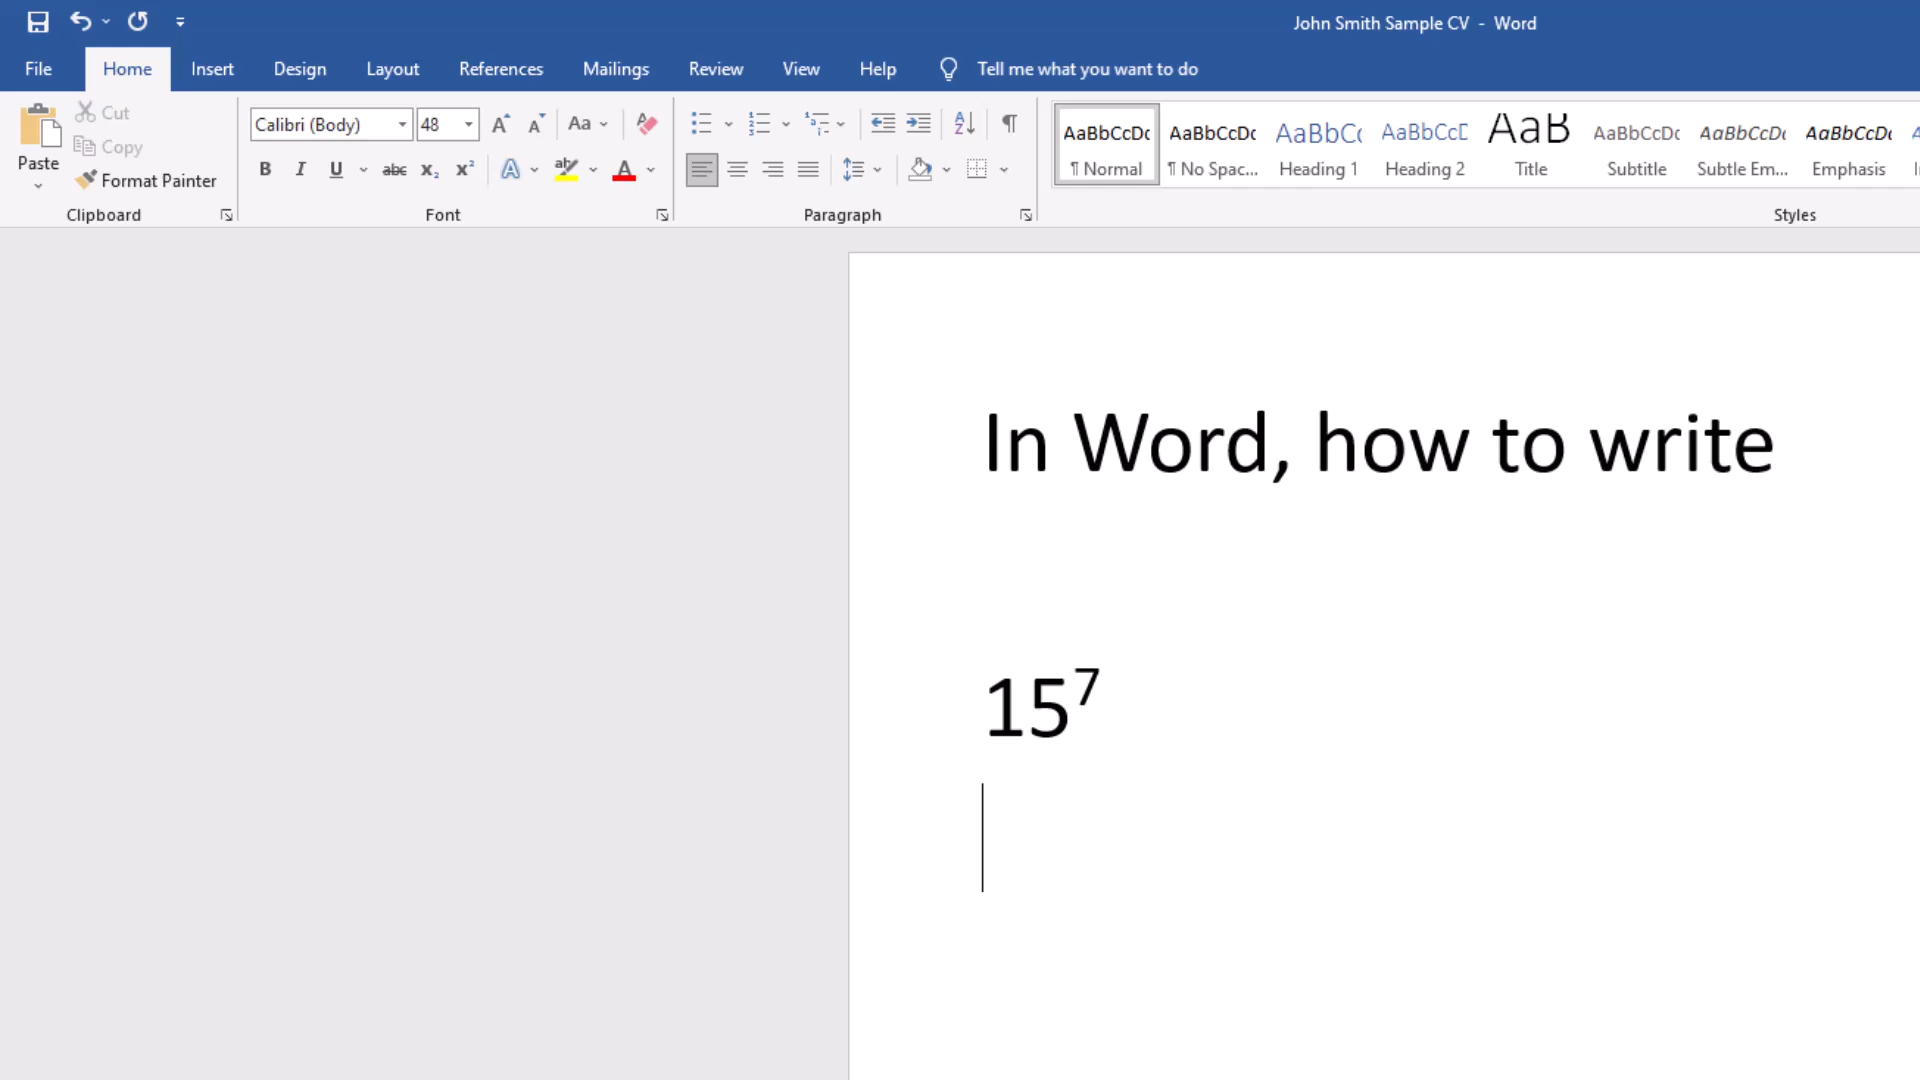 John Smith Sample CV - Word
File Home Insert Design Layout References Mailings Review View Help Tell me what you want to do
Paste
Cut
Copy
Format Painter
Clipboard
Calibri (Body) 48 Aa
B I U abc x₂ x² A aby A
Font
Paragraph
AaBbCcDc AaBbCcDc AaBbCc AaBbCcD AaB AaBbCcDc AaBbCcDc AaBbCcDc
¶ Normal ¶ No Spac... Heading 1 Heading 2 Title Subtitle Subtle Em... Emphasis
Styles
In Word, how to write
15⁷